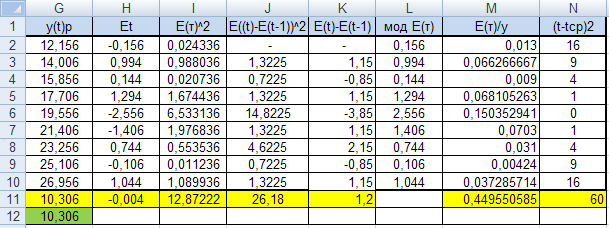 G H I J K L M N
1 y(t)p Et E(т)^2 E((t)-E(t-1))^2 E(t)-E(t-1) мод E(т) E(т)/y (t-tcp)2
2 12,156 -0,156 0,024336 - - 0,156 0,013 16
3 14,006 0,994 0,988036 1,3225 1,15 0,994 0,066266667 9
4 15,856 0,144 0,020736 0,7225 -0,85 0,144 0,009 4
5 17,706 1,294 1,674436 1,3225 1,15 1,294 0,068105263 1
6 19,556 -2,556 6,533136 14,8225 -3,85 2,556 0,150352941 0
7 21,406 -1,406 1,976836 1,3225 1,15 1,406 0,0703 1
8 23,256 0,744 0,553536 4,6225 2,15 0,744 0,031 4
9 25,106 -0,106 0,011236 0,7225 -0,85 0,106 0,00424 9
10 26,956 1,044 1,089936 1,3225 1,15 1,044 0,037285714 16
11 10,306 -0,004 12,87222 26,18 1,2 0,449550585 60
12 10,306